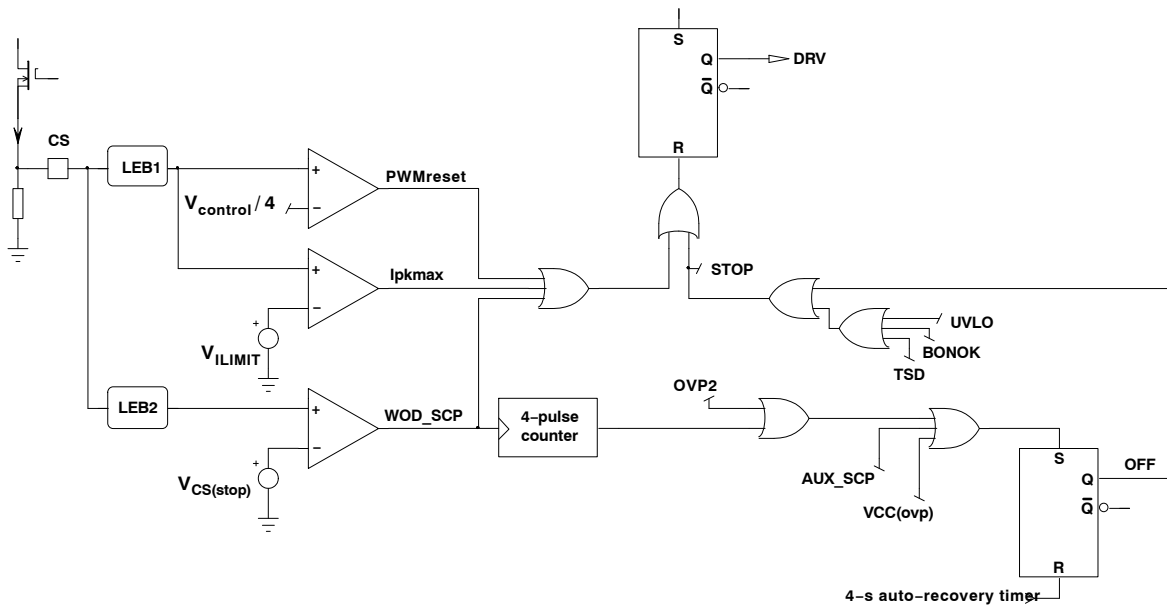 S
Q
DRV
Q
R
CS
LEB1
+
PWMreset
Vcontrol / 4
−
+
Ipkmax
STOP
−
+
UVLO
VILIMIT
BONOK
TSD
OVP2
LEB2
+
WOD_SCP
4−pulse
counter
−
+
S
OFF
VCS(stop)
AUX_SCP
Q
VCC(ovp)
Q
R
4−s auto−recovery timer